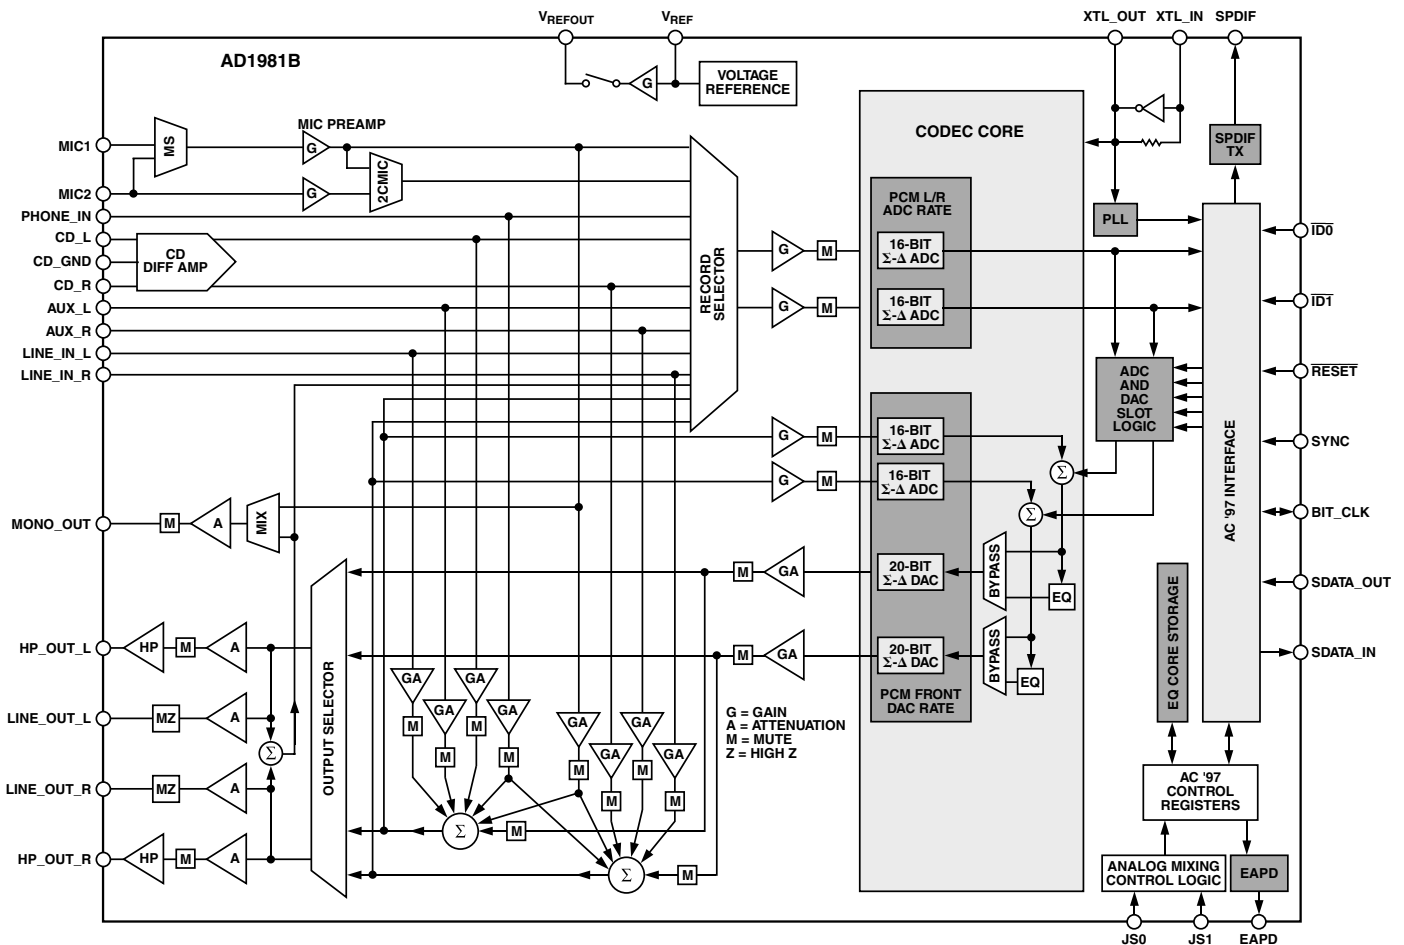 VREFOUT
VREF
XTL_OUT
XTL_IN
SPDIF
AD1981B
G
VOLTAGE
REFERENCE
MIC PREAMP
CODEC CORE
MIC1
MS
G
2CMIC
SPDIF
TX
MIC2
G
PHONE_IN
PCM L/R
ADC RATE
PLL
CD_L
CD_GND
CD
DIFF AMP
CD_R
RECORD
SELECTOR
G
M
16-BIT
Σ-Δ ADC
ID0
AUX_L
G
M
16-BIT
Σ-Δ ADC
ID1
AUX_R
LINE_IN_L
LINE_IN_R
ADC
AND
DAC
SLOT
LOGIC
RESET
AC '97 INTERFACE
G
M
16-BIT
Σ-Δ ADC
SYNC
G
M
16-BIT
Σ-Δ ADC
Σ
Σ
MONO_OUT
M
A
MIX
BIT_CLK
M
GA
20-BIT
Σ-Δ DAC
BYPASS
EQ
SDATA_OUT
HP_OUT_L
HP
M
A
OUTPUT SELECTOR
M
GA
20-BIT
Σ-Δ DAC
BYPASS
EQ
EQ CORE STORAGE
SDATA_IN
PCM FRONT
DAC RATE
GA
GA
GA
GA
GA
GA
GA
GA
M
M
M
M
M
M
M
M
G = GAIN
A = ATTENUATION
M = MUTE
Z = HIGH Z
LINE_OUT_L
MZ
A
Σ
LINE_OUT_R
MZ
A
AC '97
CONTROL
REGISTERS
Σ
M
HP_OUT_R
HP
M
A
Σ
M
ANALOG MIXING
CONTROL LOGIC
EAPD
JS0
JS1
EAPD